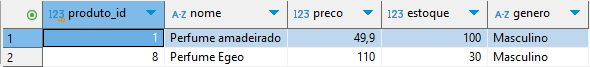 123 produto_id A-Z nome 123 preco 123 estoque A-Z genero
1 1 Perfume amadeirado 49,9 100 Masculino
2 8 Perfume Egeo 110 30 Masculino